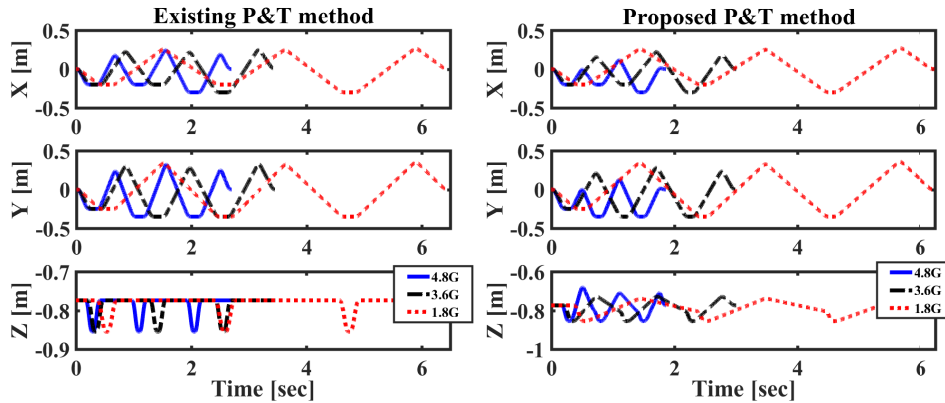 Existing P&T method
Proposed P&T method
X [m]
0.5
0
-0.5
0 2 4 6
X [m]
0.5
0
-0.5
0 2 4 6
Y [m]
0.5
0
-0.5
0 2 4 6
Y [m]
0.5
0
-0.5
0 2 4 6
Z [m]
-0.7
-0.8
-0.9
0 2 4 6
4.8G
3.6G
1.8G
Time [sec]
Z [m]
-0.6
-0.8
-1
0 2 4 6
4.8G
3.6G
1.8G
Time [sec]